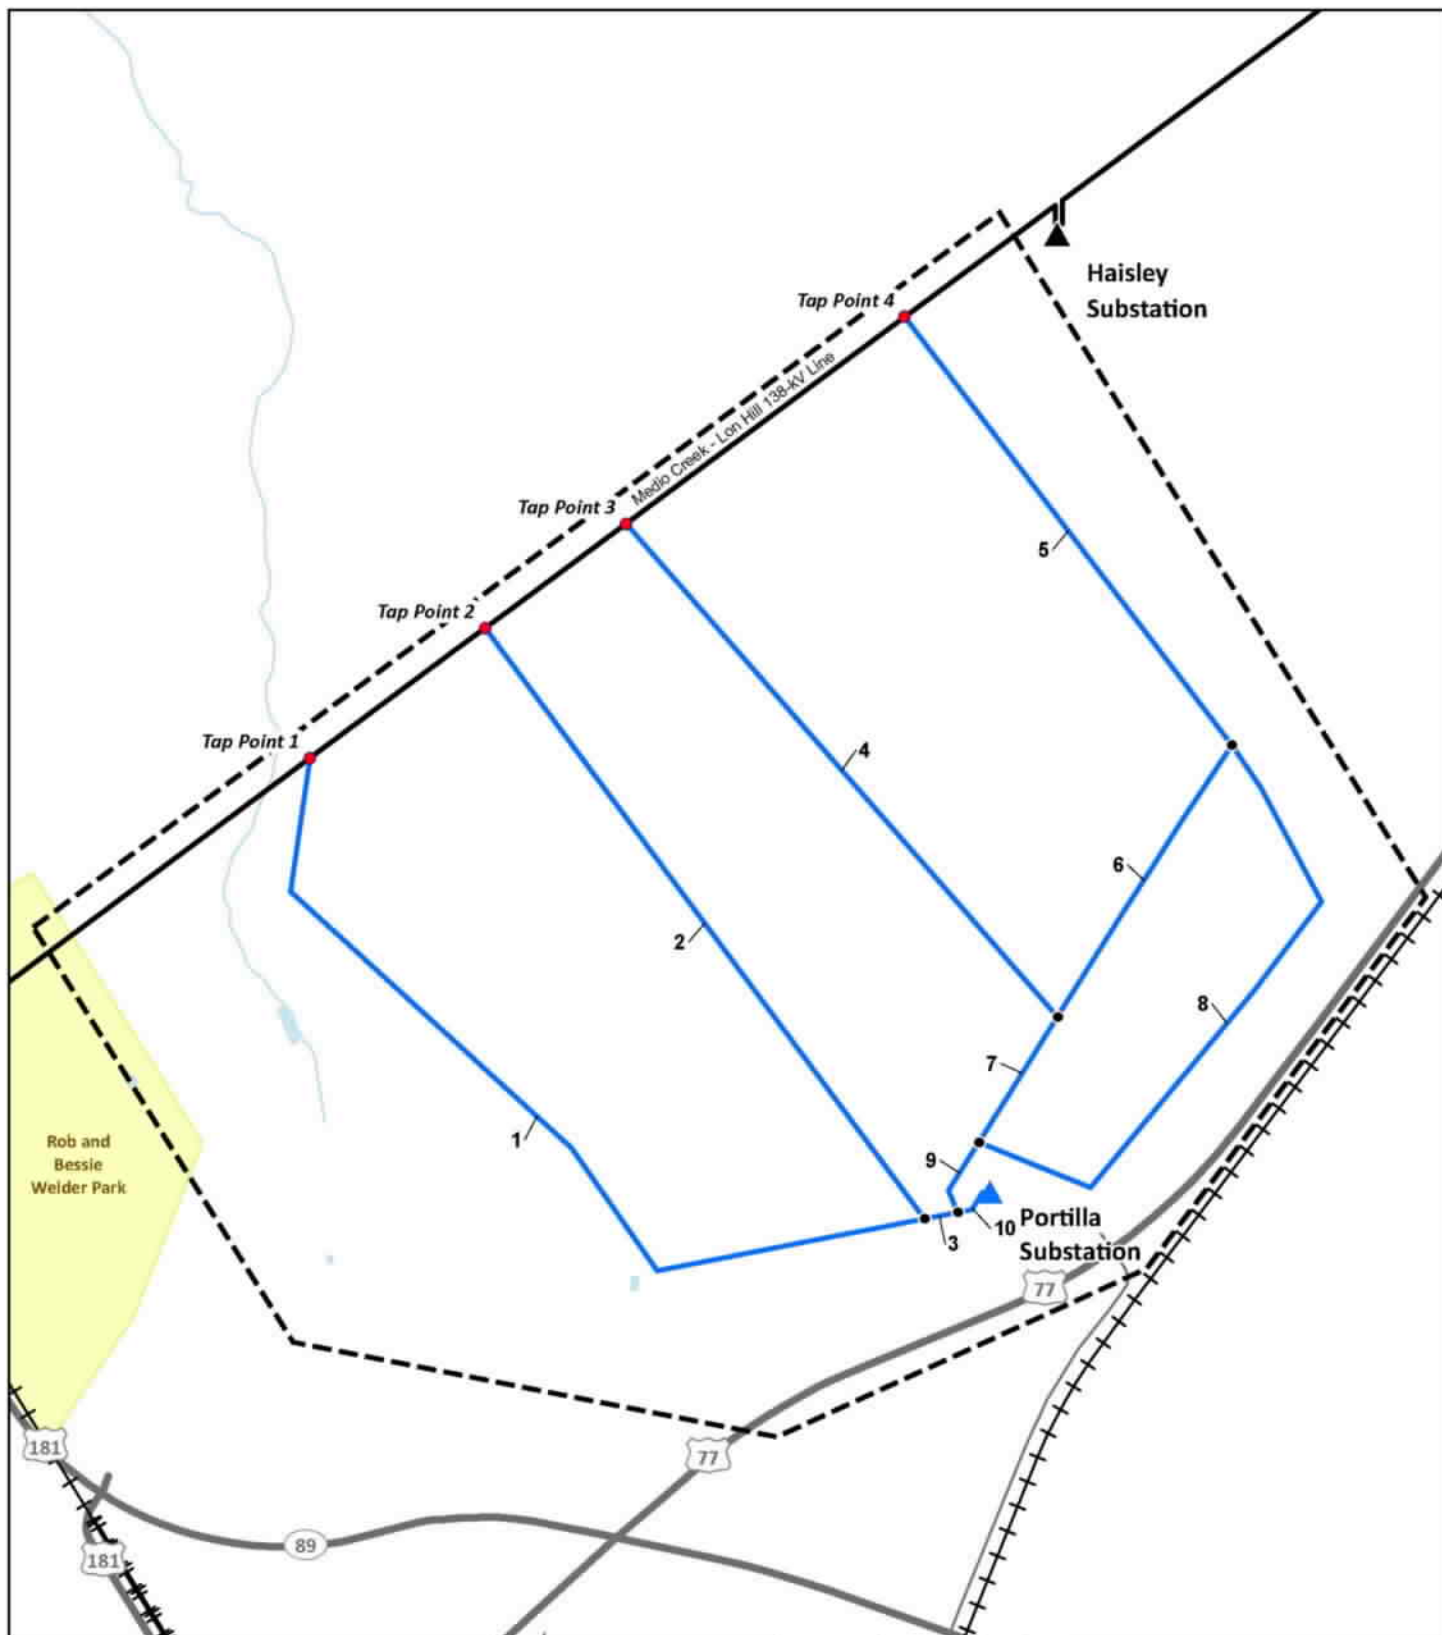 Haisley
Substation
Tap Point 4
Medio Creek - Lon Hill 138-kV Line
Tap Point 3
5
Tap Point 2
Tap Point 1
4
6
2
8
7
1
Rob and
Bessie
Welder Park
9
10
Portilla
Substation
3
77
181
77
89
181